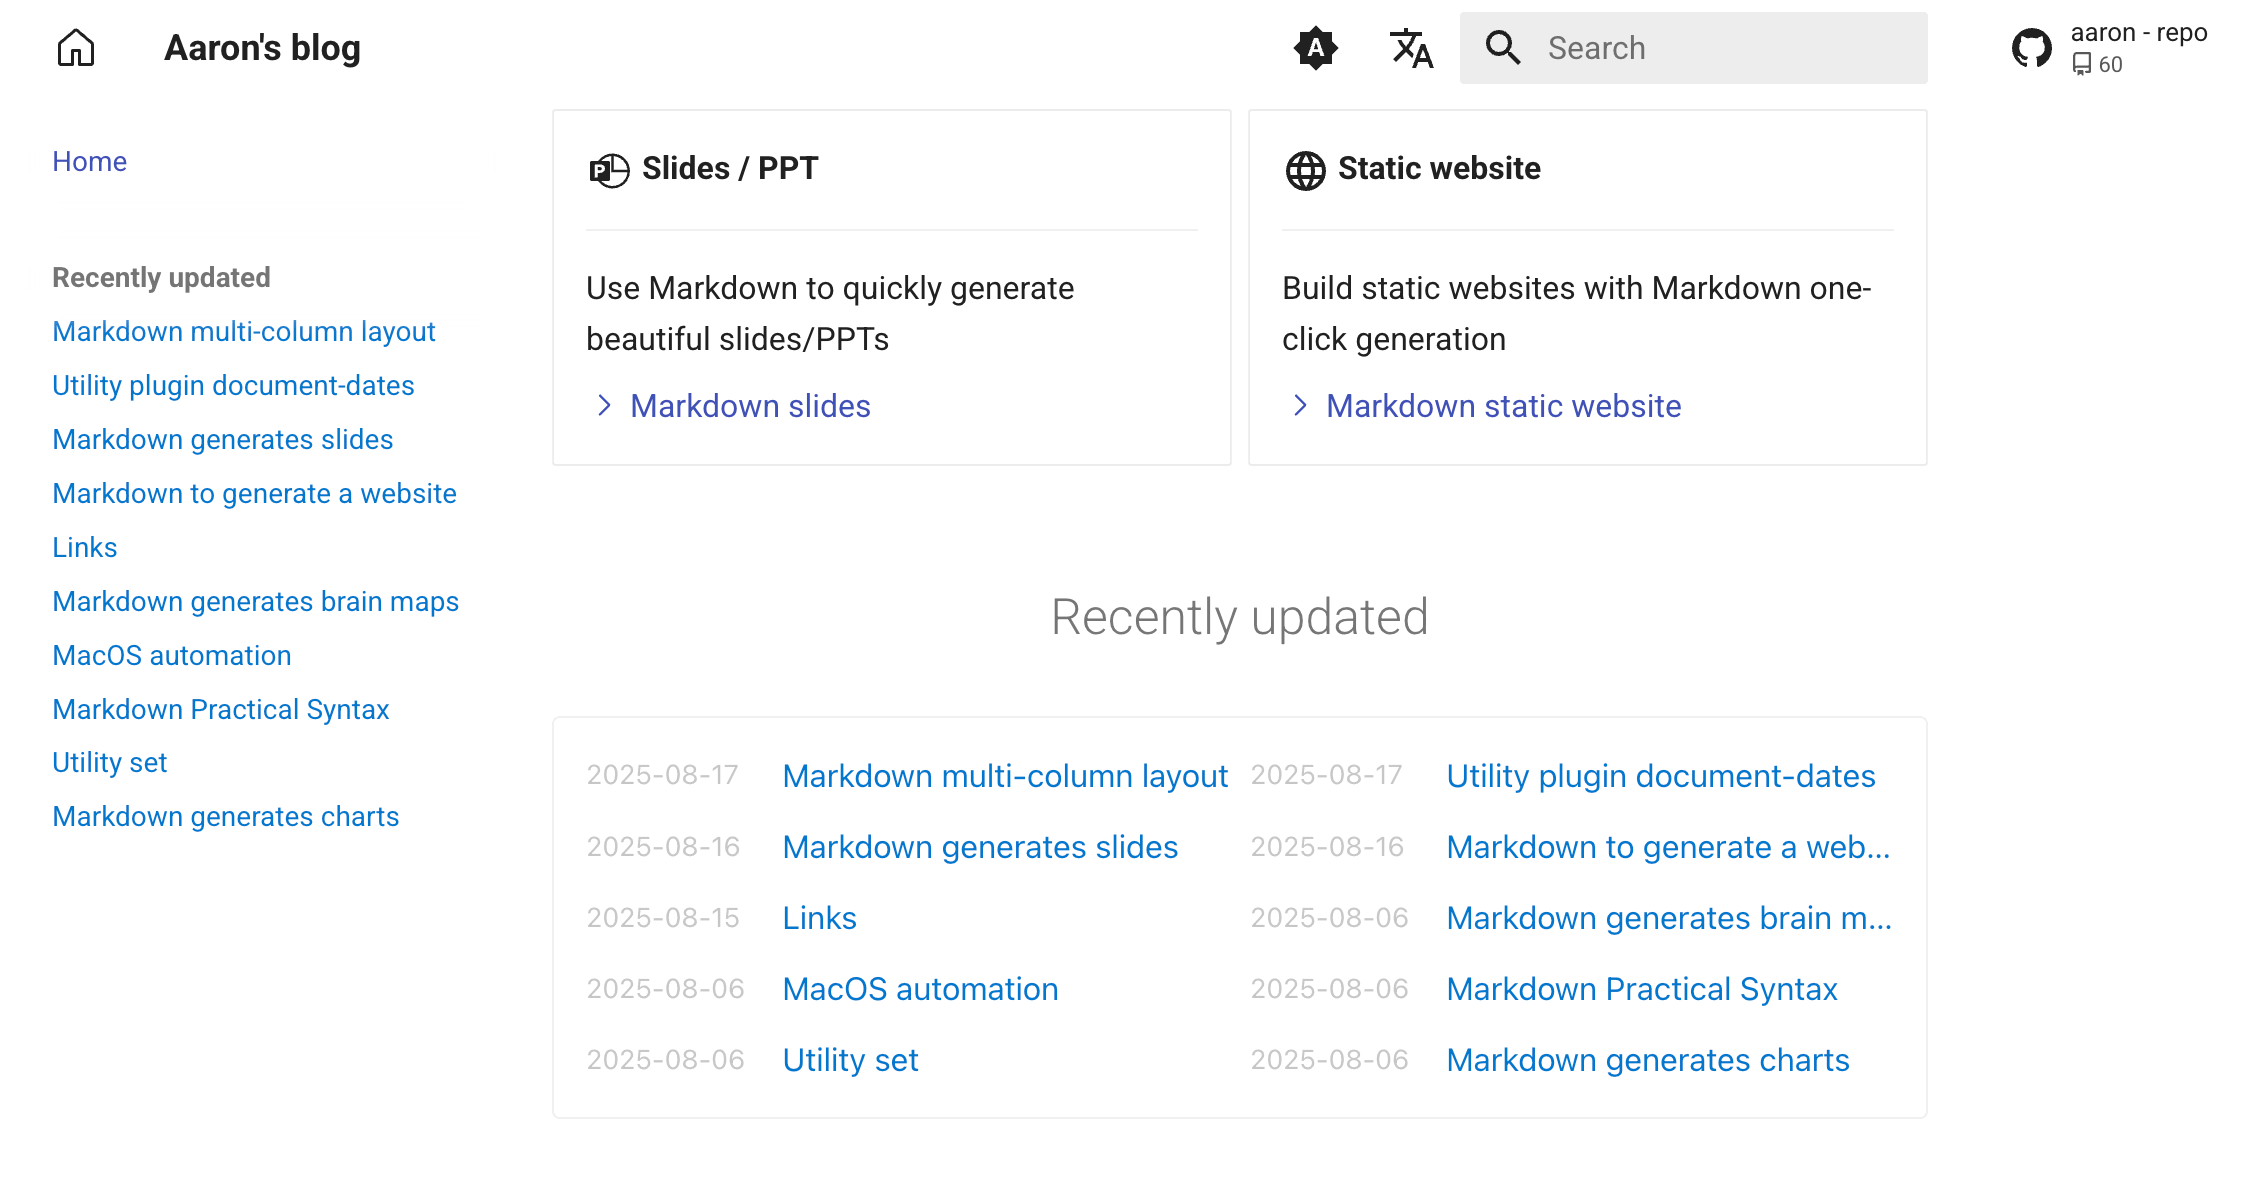 Aaron's blog
A
Search
aaron - repo
60
Home
Recently updated
Markdown multi-column layout
Utility plugin document-dates
Markdown generates slides
Markdown to generate a website
Links
Markdown generates brain maps
MacOS automation
Markdown Practical Syntax
Utility set
Markdown generates charts
Slides / PPT
Use Markdown to quickly generate
beautiful slides/PPTs
Markdown slides
Static website
Build static websites with Markdown one-
click generation
Markdown static website
Recently updated
2025-08-17 Markdown multi-column layout 2025-08-17 Utility plugin document-dates
2025-08-16 Markdown generates slides 2025-08-16 Markdown to generate a web...
2025-08-15 Links 2025-08-06 Markdown generates brain m...
2025-08-06 MacOS automation 2025-08-06 Markdown Practical Syntax
2025-08-06 Utility set 2025-08-06 Markdown generates charts